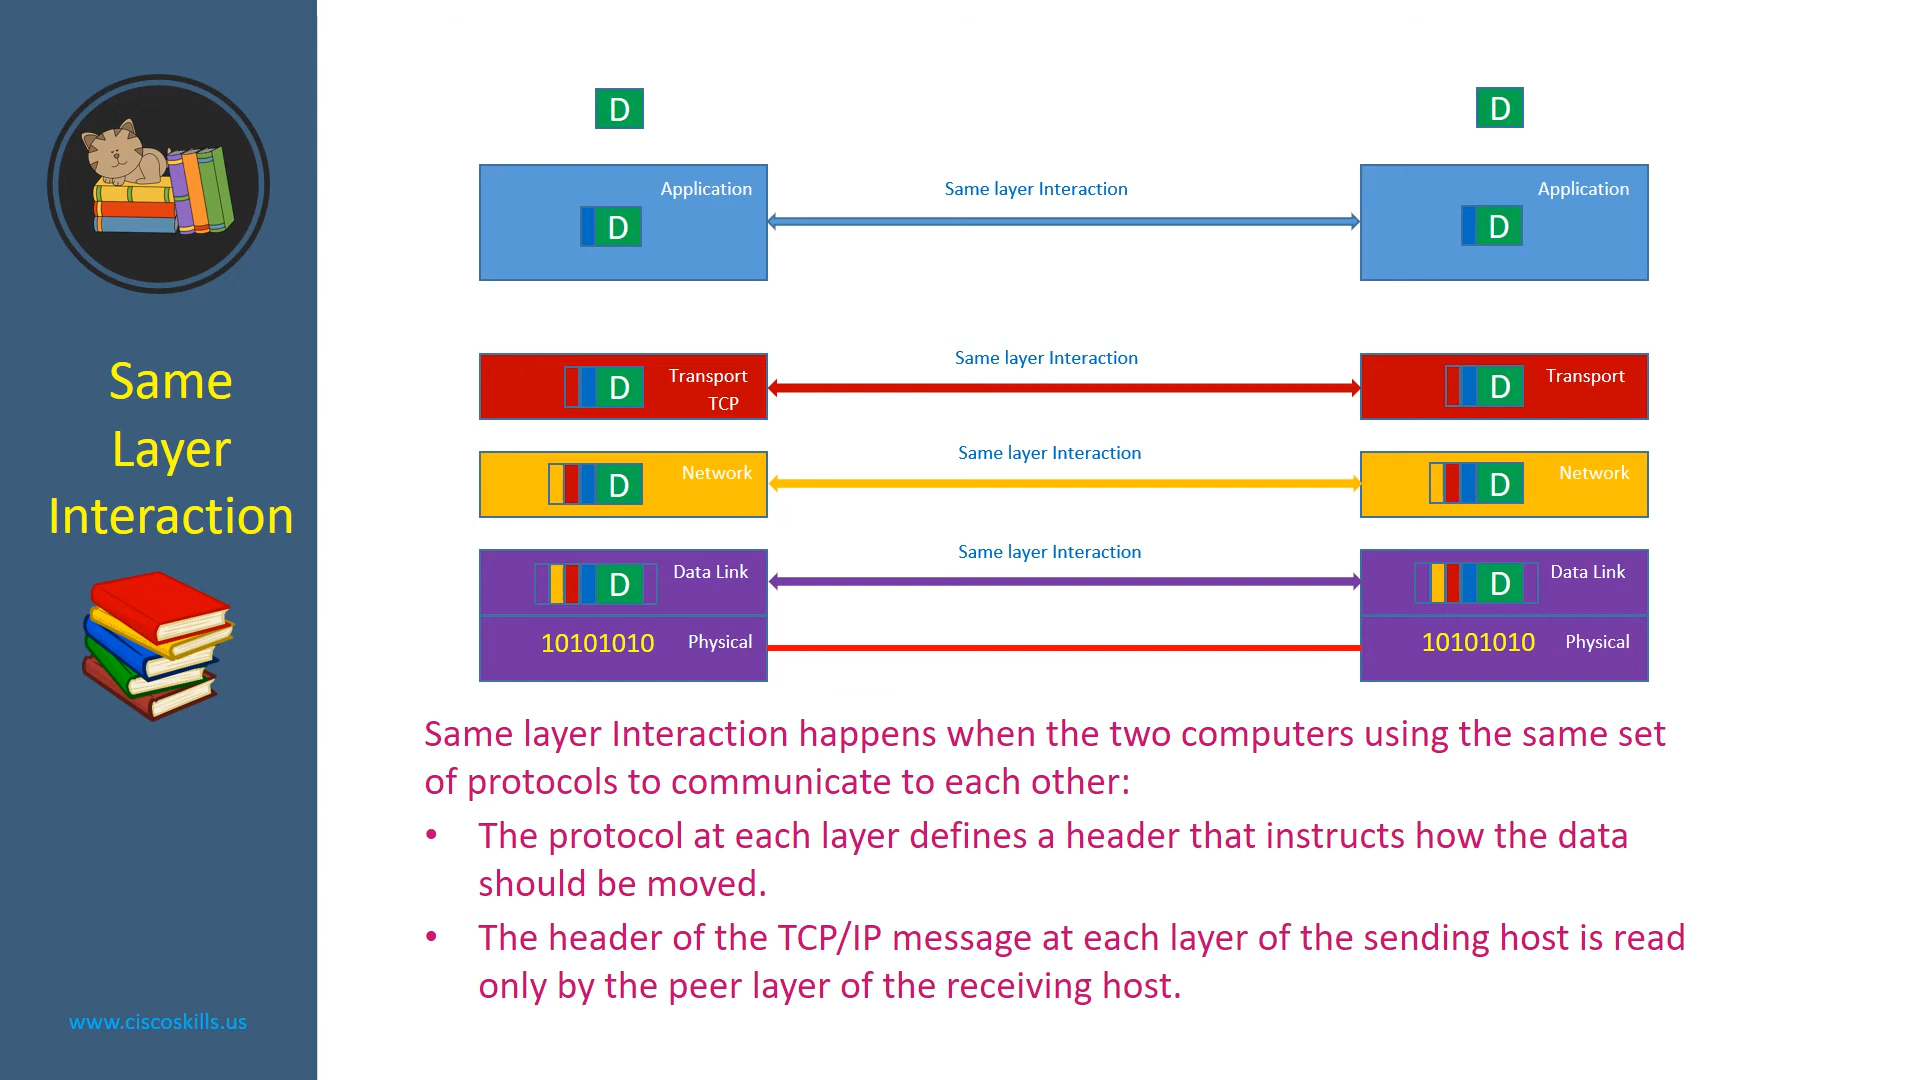 Same
Layer
Interaction
www.ciscoskills.us
D
D
Application
D
Same layer Interaction
Application
D
Transport
TCP
D
Same layer Interaction
Transport
D
Network
D
Same layer Interaction
Network
D
Data Link
D
Same layer Interaction
Data Link
D
10101010
Physical
10101010
Physical
Same layer Interaction happens when the two computers using the same set
of protocols to communicate to each other:
• The protocol at each layer defines a header that instructs how the data
should be moved.
• The header of the TCP/IP message at each layer of the sending host is read
only by the peer layer of the receiving host.